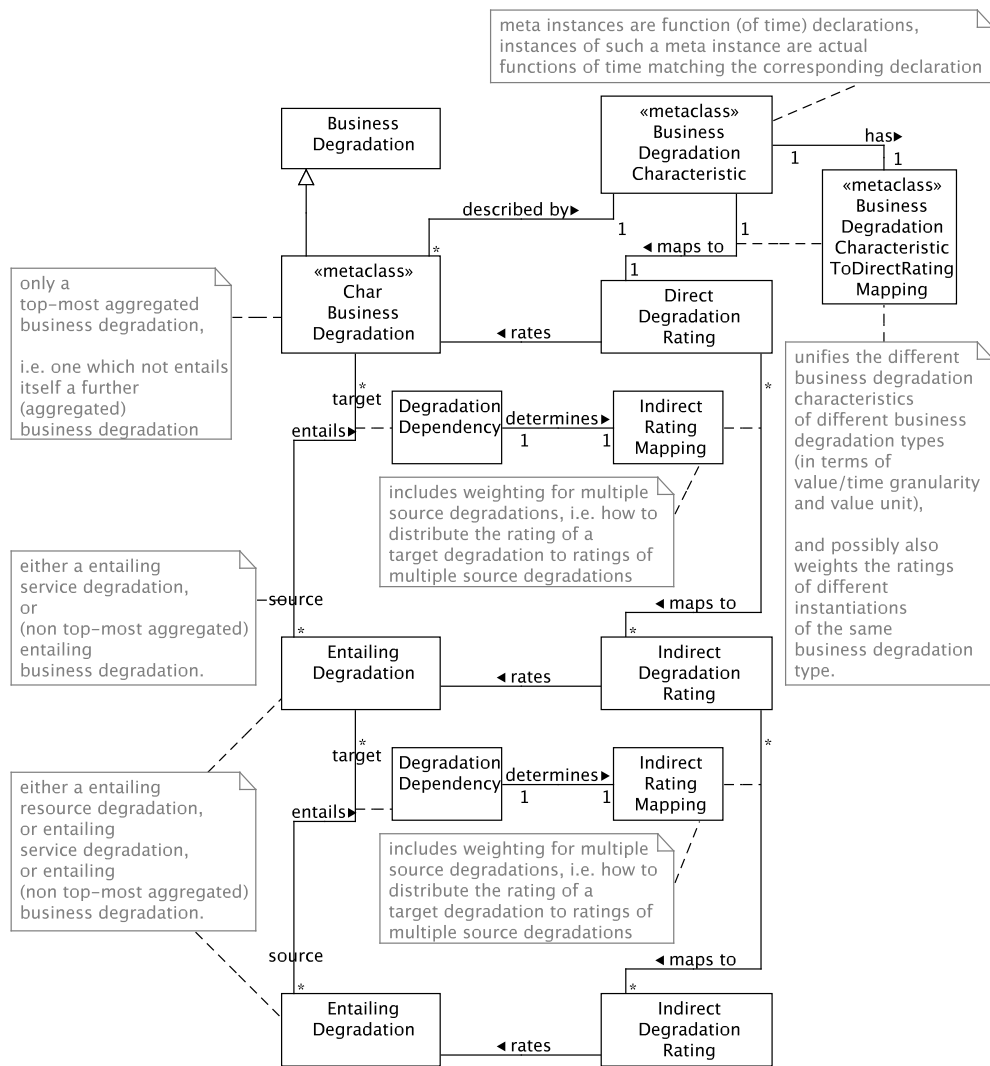 meta instances are function (of time) declarations,
instances of such a meta instance are actual
functions of time matching the corresponding declaration
Business
Degradation
«metaclass»
Business
Degradation
Characteristic
has▶
1
1
«metaclass»
Business
Degradation
Characteristic
ToDirectRating
Mapping
described by▶
*
1
1
◀ maps to
1
only a
top-most aggregated
business degradation,
i.e. one which not entails
itself a further
(aggregated)
business degradation
«metaclass»
Char
Business
Degradation
Direct
Degradation
Rating
◀ rates
unifies the different
business degradation
characteristics
of different business
degradation types
(in terms of
value/time granularity
and value unit),
and possibly also
weights the ratings
of different
instantiations
of the same
business degradation
type.
*
target
entails▶
Degradation
Dependency
determines▶
1
1
Indirect
Rating
Mapping
*
includes weighting for multiple
source degradations, i.e. how to
distribute the rating of a
target degradation to ratings of
multiple source degradations
either a entailing
service degradation,
or
(non top-most aggregated)
entailing
business degradation.
source
*
◀ maps to
*
Entailing
Degradation
◀ rates
Indirect
Degradation
Rating
*
target
entails▶
Degradation
Dependency
determines▶
1
1
Indirect
Rating
Mapping
*
either a entailing
resource degradation,
or entailing
service degradation,
or entailing
(non top-most aggregated)
business degradation.
includes weighting for multiple
source degradations, i.e. how to
distribute the rating of a
target degradation to ratings of
multiple source degradations
source
*
◀ maps to
*
Entailing
Degradation
◀ rates
Indirect
Degradation
Rating